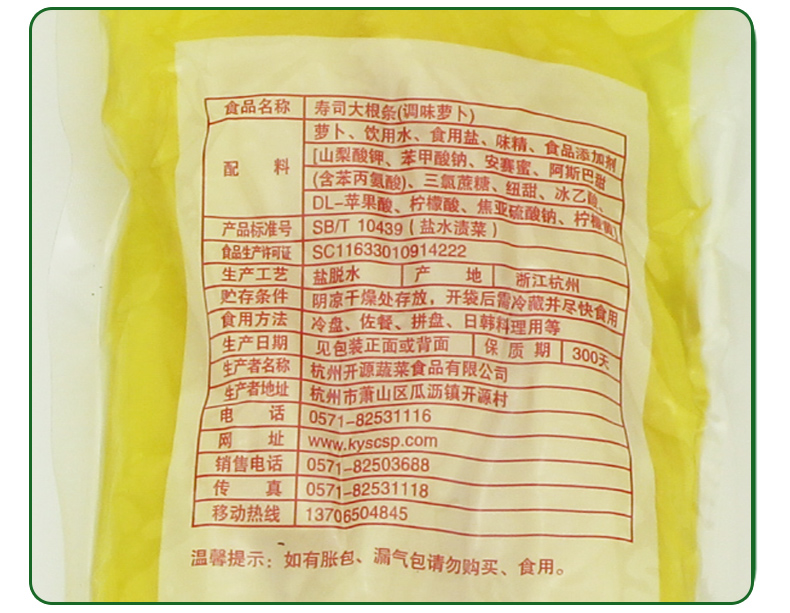 食品名称 寿司大根条(调味萝卜)
配料 萝卜、饮用水、食用盐、味精、食品添加剂
[山梨酸钾、苯甲酸钠、安赛蜜、阿斯巴甜
(含苯丙氨酸)、三氯蔗糖、纽甜、冰乙酸、
DL-苹果酸、柠檬酸、焦亚硫酸钠、柠檬黄]
产品标准号 SB/T 10439(盐水渍菜)
食品生产许可证 SC11633010914222
生产工艺 盐脱水 产地 浙江杭州
贮存条件 阴凉干燥处存放，开袋后需冷藏并尽快食用
食用方法 冷盘、佐餐、拼盘、日韩料理用等
生产日期 见包装正面或背面 保质期 300天
生产者名称 杭州开源蔬菜食品有限公司
生产者地址 杭州市萧山区瓜沥镇开源村
电话 0571-82531116
网址 www.kyscsp.com
销售电话 0571-82503688
传真 0571-82531118
移动热线 13706504845
温馨提示：如有胀包、漏气包请勿购买、食用。